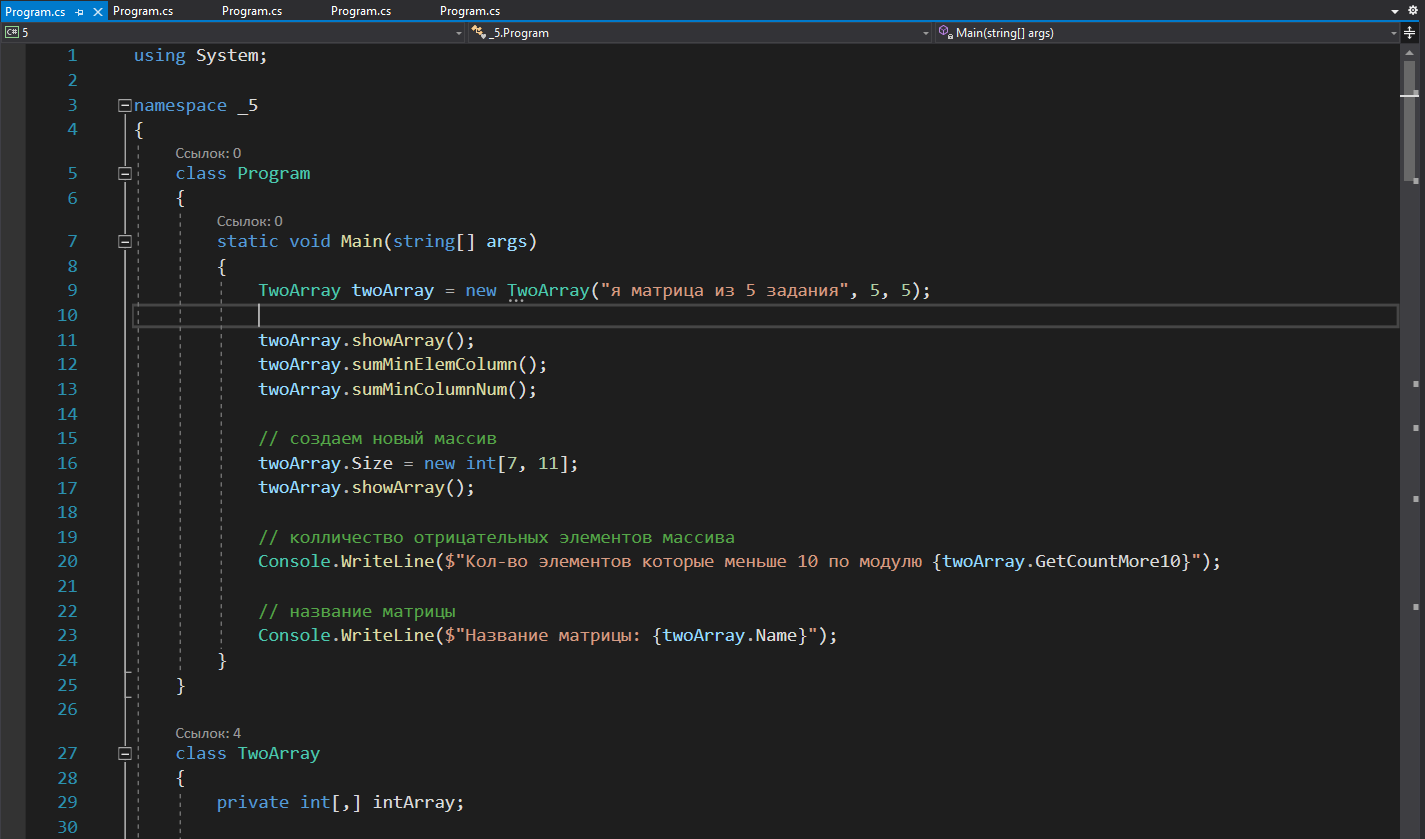 Program.cs Program.cs Program.cs Program.cs Program.cs
C# 5 _5.Program Main(string[] args)
1 using System;
2
3 namespace _5
4 {
Ссылок: 0
5 class Program
6 {
Ссылок: 0
7 static void Main(string[] args)
8 {
9 TwoArray twoArray = new TwoArray("я матрица из 5 задания", 5, 5);
10
11 twoArray.showArray();
12 twoArray.sumMinElemColumn();
13 twoArray.sumMinColumnNum();
14
15 // создаем новый массив
16 twoArray.Size = new int[7, 11];
17 twoArray.showArray();
18
19 // колличество отрицательных элементов массива
20 Console.WriteLine($"Кол-во элементов которые меньше 10 по модулю {twoArray.GetCountMore10}");
21
22 // название матрицы
23 Console.WriteLine($"Название матрицы: {twoArray.Name}");
24 }
25 }
26
Ссылок: 4
27 class TwoArray
28 {
29 private int[,] intArray;
30